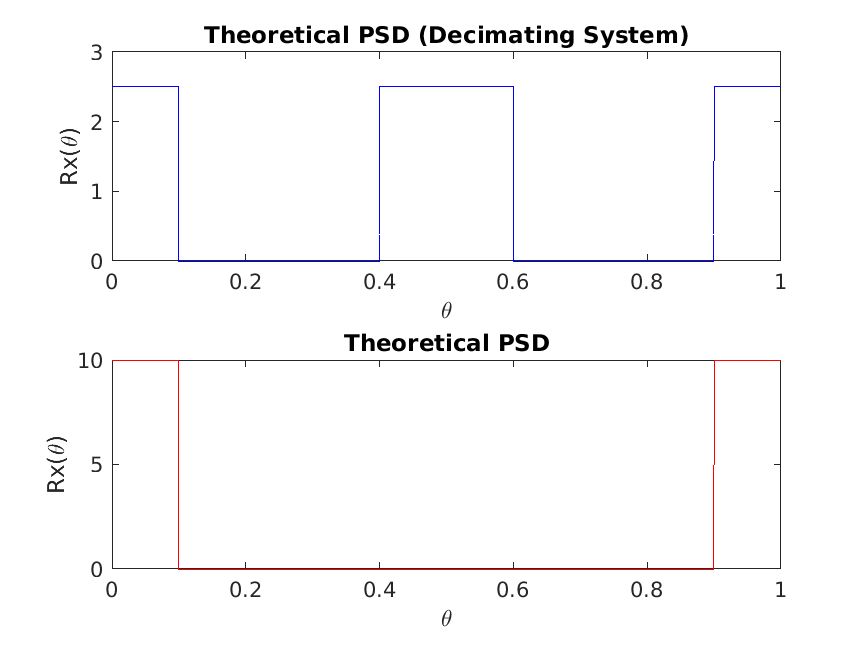 Theoretical PSD (Decimating System)
3
2
1
0
Rx(θ)
0 0.2 0.4 0.6 0.8 1
θ
Theoretical PSD
10
5
0
Rx(θ)
0 0.2 0.4 0.6 0.8 1
θ